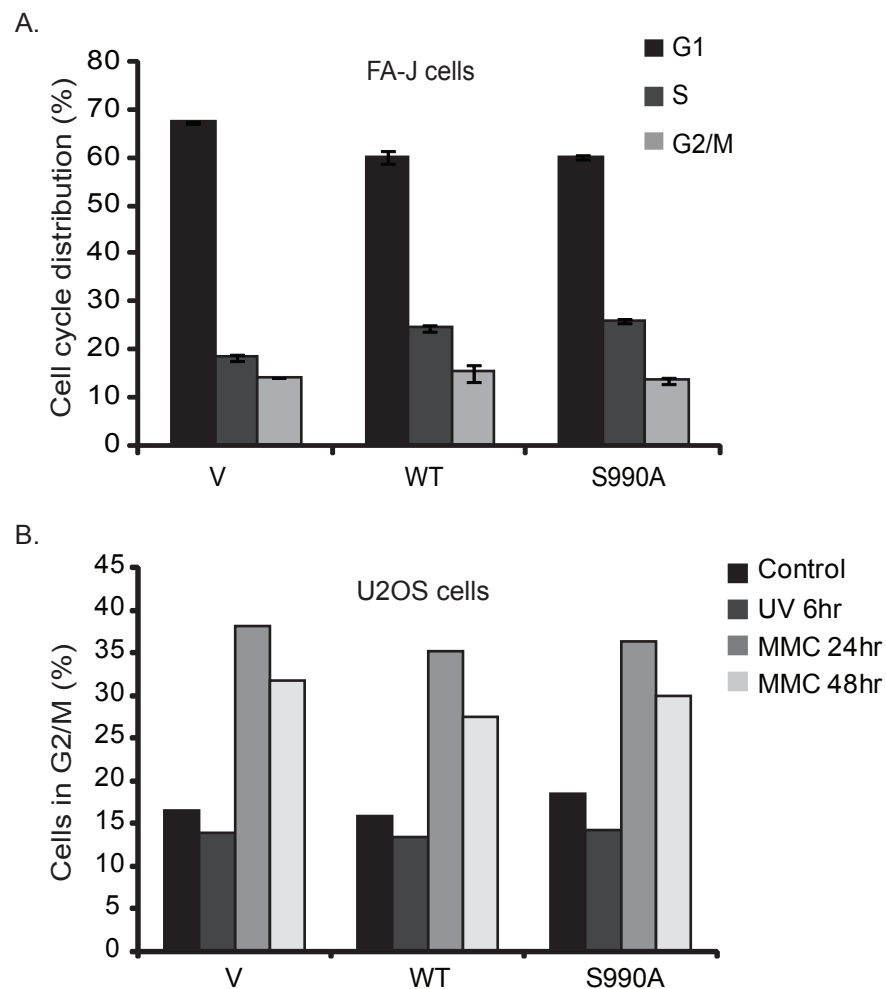 A.
FA-J cells
G1
S
G2/M
Cell cycle distribution (%)
80
70
60
50
40
30
20
10
0
V WT S990A
B.
U2OS cells
Control
UV 6hr
MMC 24hr
MMC 48hr
Cells in G2/M (%)
45
40
35
30
25
20
15
10
5
0
V WT S990A